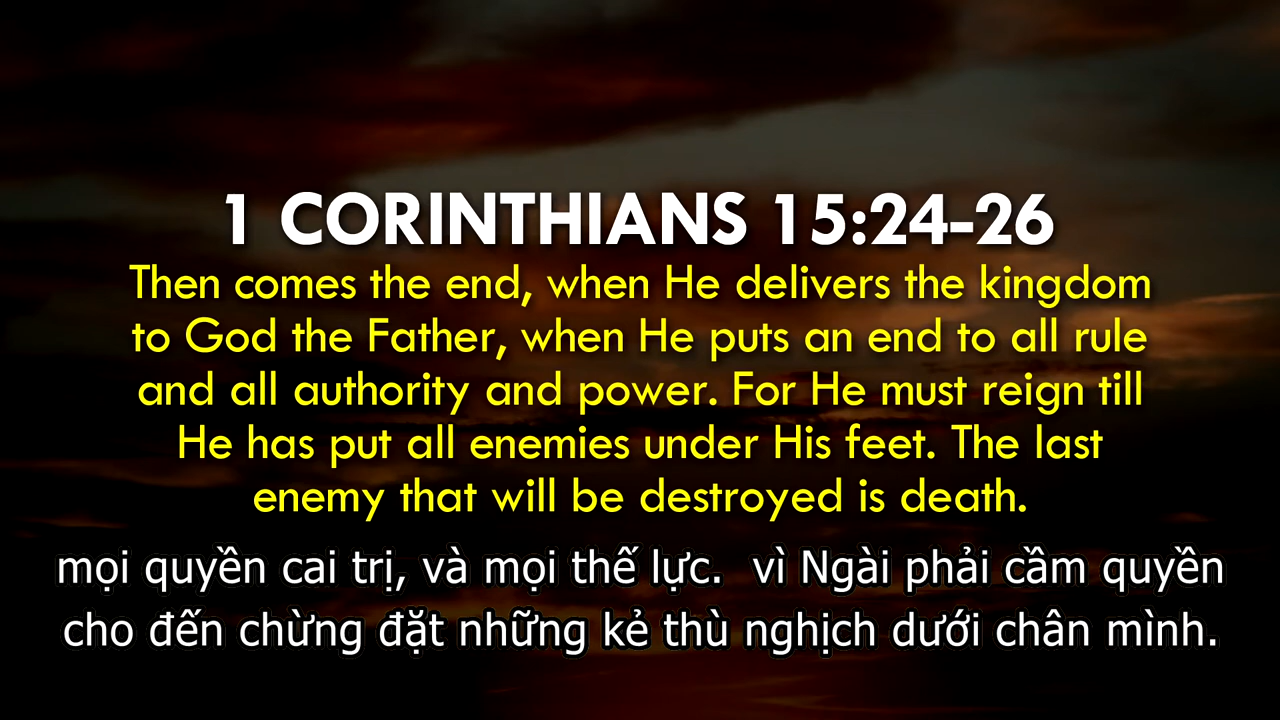 1 CORINTHIANS 15:24-26
Then comes the end, when He delivers the kingdom
to God the Father, when He puts an end to all rule
and all authority and power. For He must reign till
He has put all enemies under His feet. The last
enemy that will be destroyed is death.
mọi quyền cai trị, và mọi thế lực.  vì Ngài phải cầm quyền
cho đến chừng đặt những kẻ thù nghịch dưới chân mình.